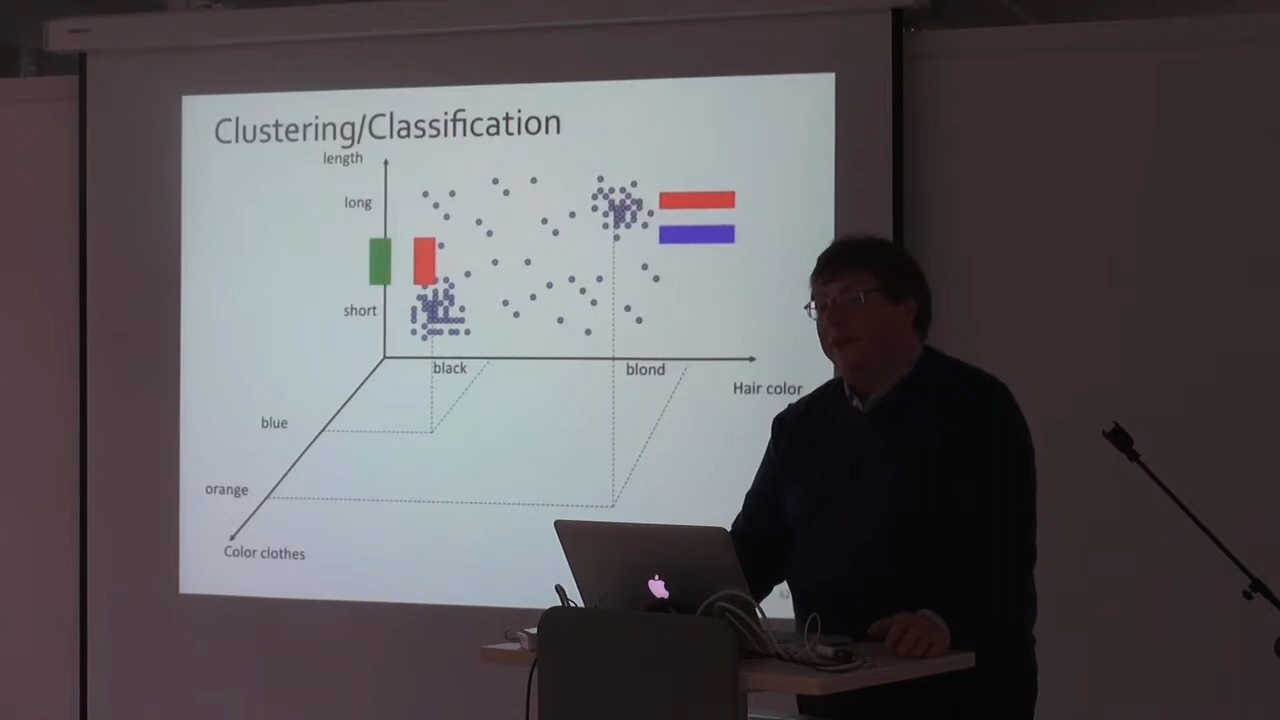 Clustering/Classification
length
long
short
black
blond
Hair color
blue
orange
Color clothes